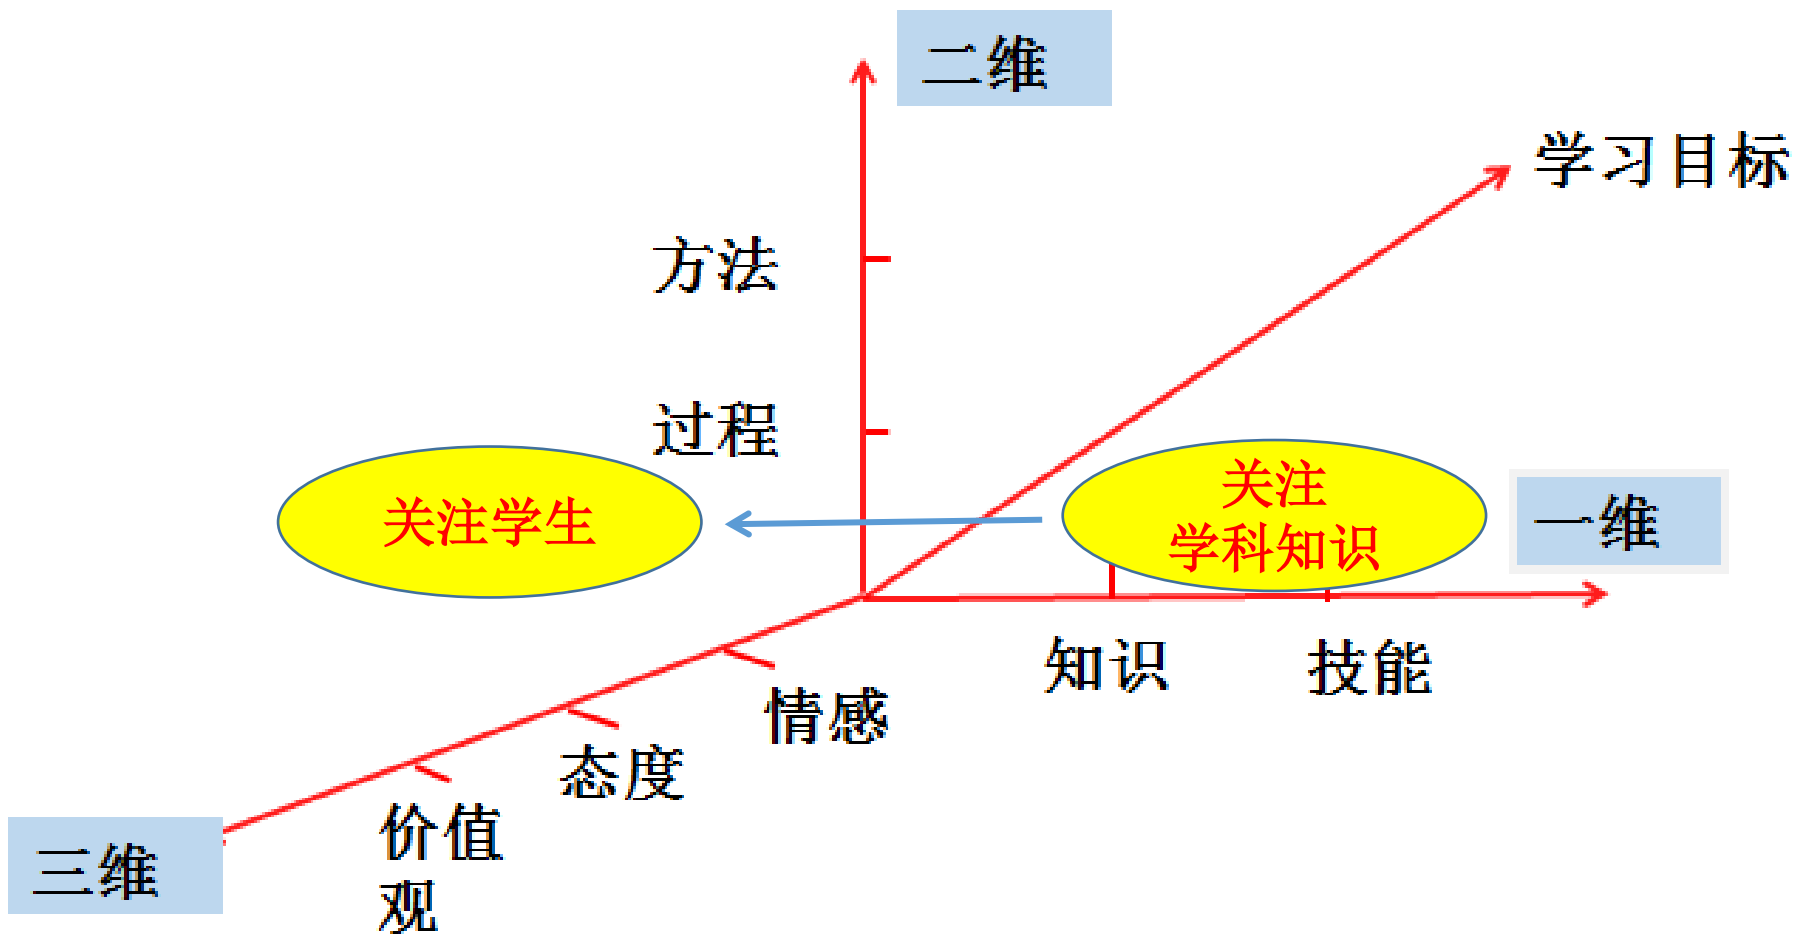 二维
学习目标
方法
过程
关注学生
关注
学科知识
一维
知识
技能
情感
态度
价值
观
三维